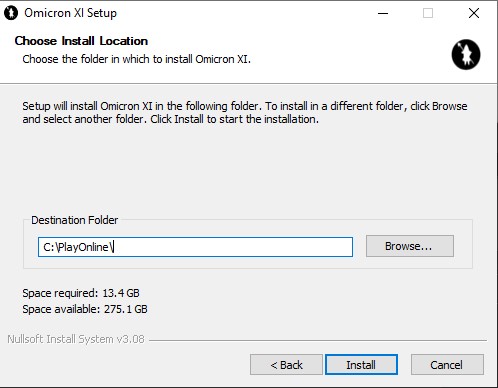 Omicron XI Setup
Choose Install Location
Choose the folder in which to install Omicron XI.
Setup will install Omicron XI in the following folder. To install in a different folder, click Browse
and select another folder. Click Install to start the installation.
Destination Folder
C:\PlayOnline\
Browse...
Space required: 13.4 GB
Space available: 275.1 GB
Nullsoft Install System v3.08
< Back
Install
Cancel